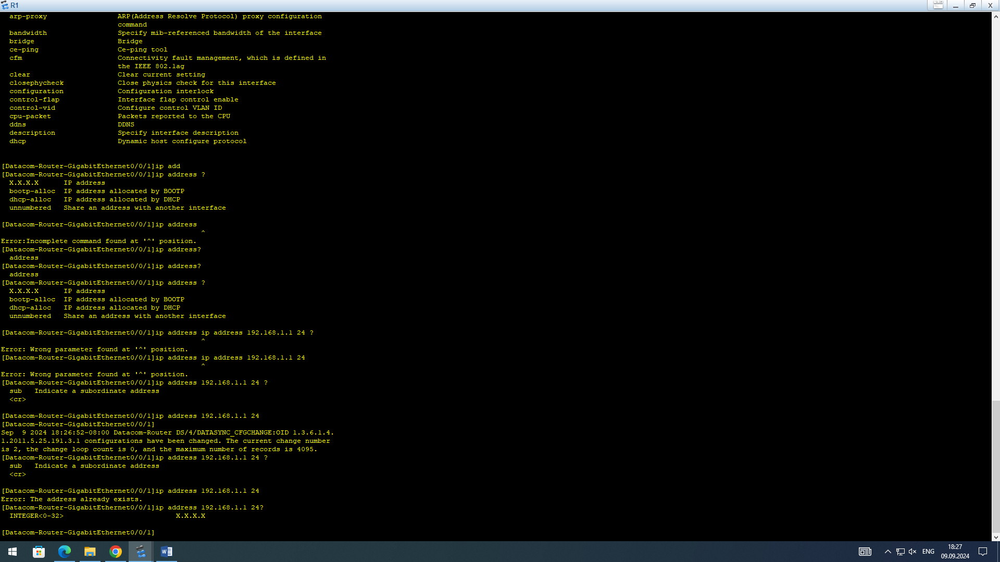 R1
arp-proxy ARP(Address Resolve Protocol) proxy configuration
command
bandwidth Specify mib-referenced bandwidth of the interface
bridge Bridge
ce-ping Ce-ping tool
cfm Connectivity fault management, which is defined in
the IEEE 802.1ag
clear Clear current setting
closephycheck Close physics check for this interface
configuration Configuration interlock
control-flap Interface flap control enable
control-vid Configure control VLAN ID
cpu-packet Packets reported to the CPU
ddns DDNS
description Specify interface description
dhcp Dynamic host configure protocol
[Datacom-Router-GigabitEthernet0/0/1]ip add
[Datacom-Router-GigabitEthernet0/0/1]ip address ?
X.X.X.X IP address
bootp-alloc IP address allocated by BOOTP
dhcp-alloc IP address allocated by DHCP
unnumbered Share an address with another interface
[Datacom-Router-GigabitEthernet0/0/1]ip address
^
Error:Incomplete command found at '^' position.
[Datacom-Router-GigabitEthernet0/0/1]ip address?
address
[Datacom-Router-GigabitEthernet0/0/1]ip address?
address
[Datacom-Router-GigabitEthernet0/0/1]ip address ?
X.X.X.X IP address
bootp-alloc IP address allocated by BOOTP
dhcp-alloc IP address allocated by DHCP
unnumbered Share an address with another interface
[Datacom-Router-GigabitEthernet0/0/1]ip address ip address 192.168.1.1 24 ?
^
Error: Wrong parameter found at '^' position.
[Datacom-Router-GigabitEthernet0/0/1]ip address ip address 192.168.1.1 24
^
Error: Wrong parameter found at '^' position.
[Datacom-Router-GigabitEthernet0/0/1]ip address 192.168.1.1 24 ?
sub Indicate a subordinate address
<cr>
[Datacom-Router-GigabitEthernet0/0/1]ip address 192.168.1.1 24
[Datacom-Router-GigabitEthernet0/0/1]
Sep 9 2024 18:26:52-08:00 Datacom-Router DS/4/DATASYNC_CFGCHANGE:OID 1.3.6.1.4.
1.2011.5.25.191.3.1 configurations have been changed. The current change number
is 2, the change loop count is 0, and the maximum number of records is 4095.
[Datacom-Router-GigabitEthernet0/0/1]ip address 192.168.1.1 24 ?
sub Indicate a subordinate address
<cr>
[Datacom-Router-GigabitEthernet0/0/1]ip address 192.168.1.1 24
Error: The address already exists.
[Datacom-Router-GigabitEthernet0/0/1]ip address 192.168.1.1 24?
INTEGER<0-32> X.X.X.X
[Datacom-Router-GigabitEthernet0/0/1]
ENG
18:27
09.09.2024